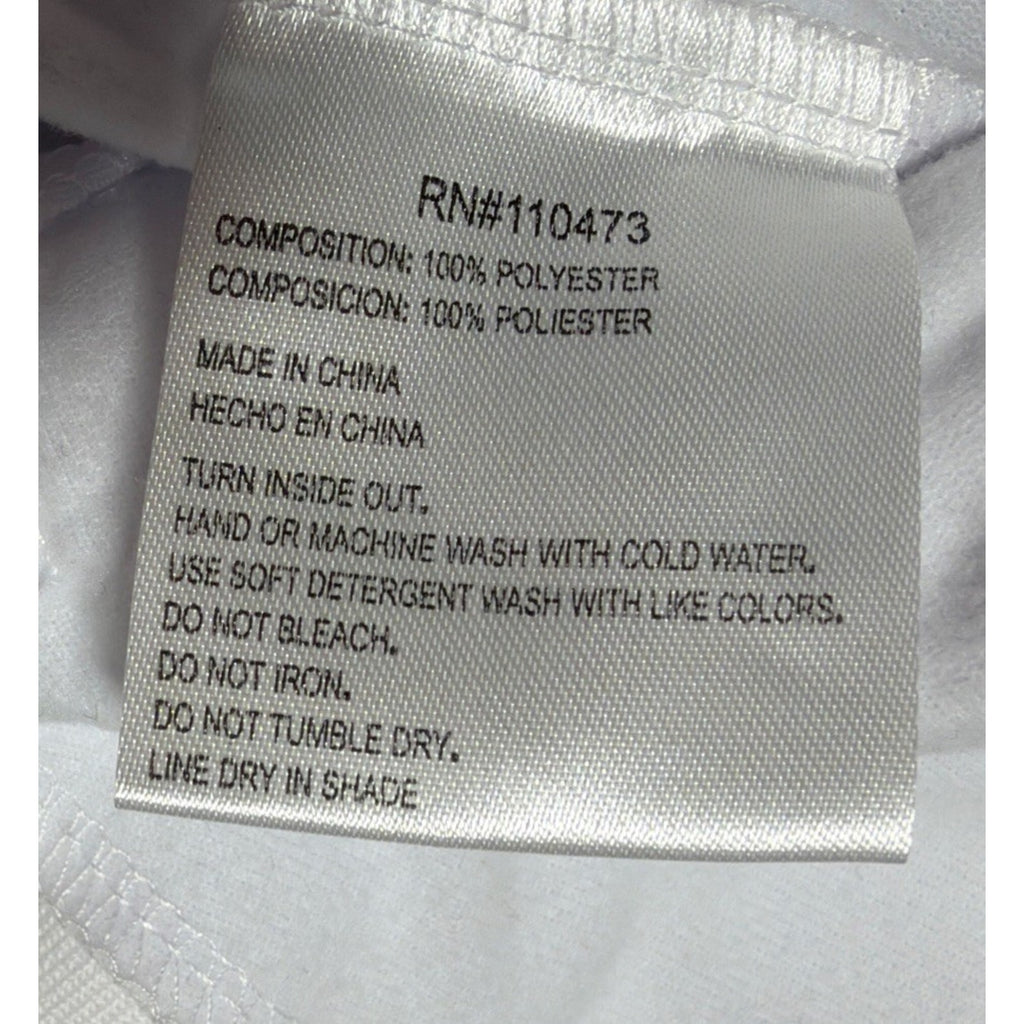 RN#110473
COMPOSITION: 100% POLYESTER
COMPOSICION: 100% POLIESTER
MADE IN CHINA
HECHO EN CHINA
TURN INSIDE OUT.
HAND OR MACHINE WASH WITH COLD WATER.
USE SOFT DETERGENT WASH WITH LIKE COLORS.
DO NOT BLEACH.
DO NOT IRON.
DO NOT TUMBLE DRY.
LINE DRY IN SHADE